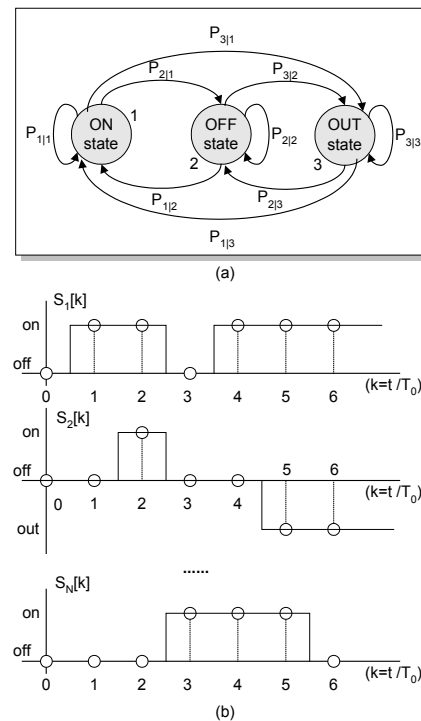 (a)
P3|1
P2|1
P3|2
ON state
1
OFF state
2
OUT state
3
P1|1
P2|2
P3|3
P1|2
P2|3
P1|3
(a)
S1[k]
on
off
0 1 2 3 4 5 6 (k=t /T0)
S2[k]
on
off
5 6
0 1 2 3 4 (k=t /T0)
out
......
SN[k]
on
off
0 1 2 3 4 5 6 (k=t /T0)
(b)